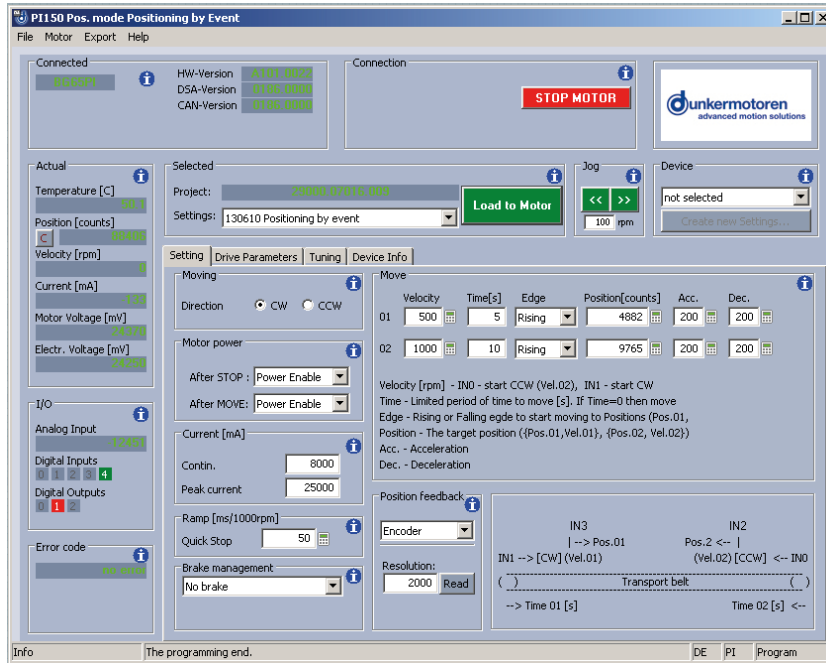 PI150 Pos. mode Positioning by Event
File Motor Export Help
Connected
HW-Version
DSA-Version
CAN-Version
Connection
STOP MOTOR
dunkermotoren
advanced motion solutions
Actual
Temperature [C]
Position [counts]
C
Velocity [rpm]
Current [mA]
Motor Voltage [mV]
24370
Electr. Voltage [mV]
24250
I/O
Analog Input
Digital Inputs
0 1 2 3 4
Digital Outputs
0 1 2
Error code
no error
Selected
Project:
Settings: 130610 Positioning by event
Load to Motor
Jog
<< >>
100 rpm
Device
not selected
Create new Settings...
Setting Drive Parameters Tuning Device Info
Moving
Direction CW CCW
Motor power
After STOP : Power Enable
After MOVE: Power Enable
Current [mA]
Contin. 8000
Peak current 25000
Ramp [ms/1000rpm]
Quick Stop 50
Brake management
No brake
Move
Velocity Time[s] Edge Position[counts] Acc. Dec.
01 500 5 Rising 4882 200 200
02 1000 10 Rising 9765 200 200
Velocity [rpm] - IN0 - start CCW (Vel.02), IN1 - start CW
Time - Limited period of time to move [s]. If Time=0 then move
Edge - Rising or Falling egde to start moving to Positions (Pos.01,
Position - The target position ({Pos.01,Vel.01}, {Pos.02, Vel.02})
Acc. - Acceleration
Dec. - Deceleration
Position feedback
Encoder
Resolution:
2000 Read
IN3 IN2
| --> Pos.01 Pos.2 <-- |
IN1 --> [CW] (Vel.01) (Vel.02) [CCW] <-- IN0
( ) Transport belt ( )
--> Time 01 [s] Time 02 [s] <--
Info The programming end. DE PI Program